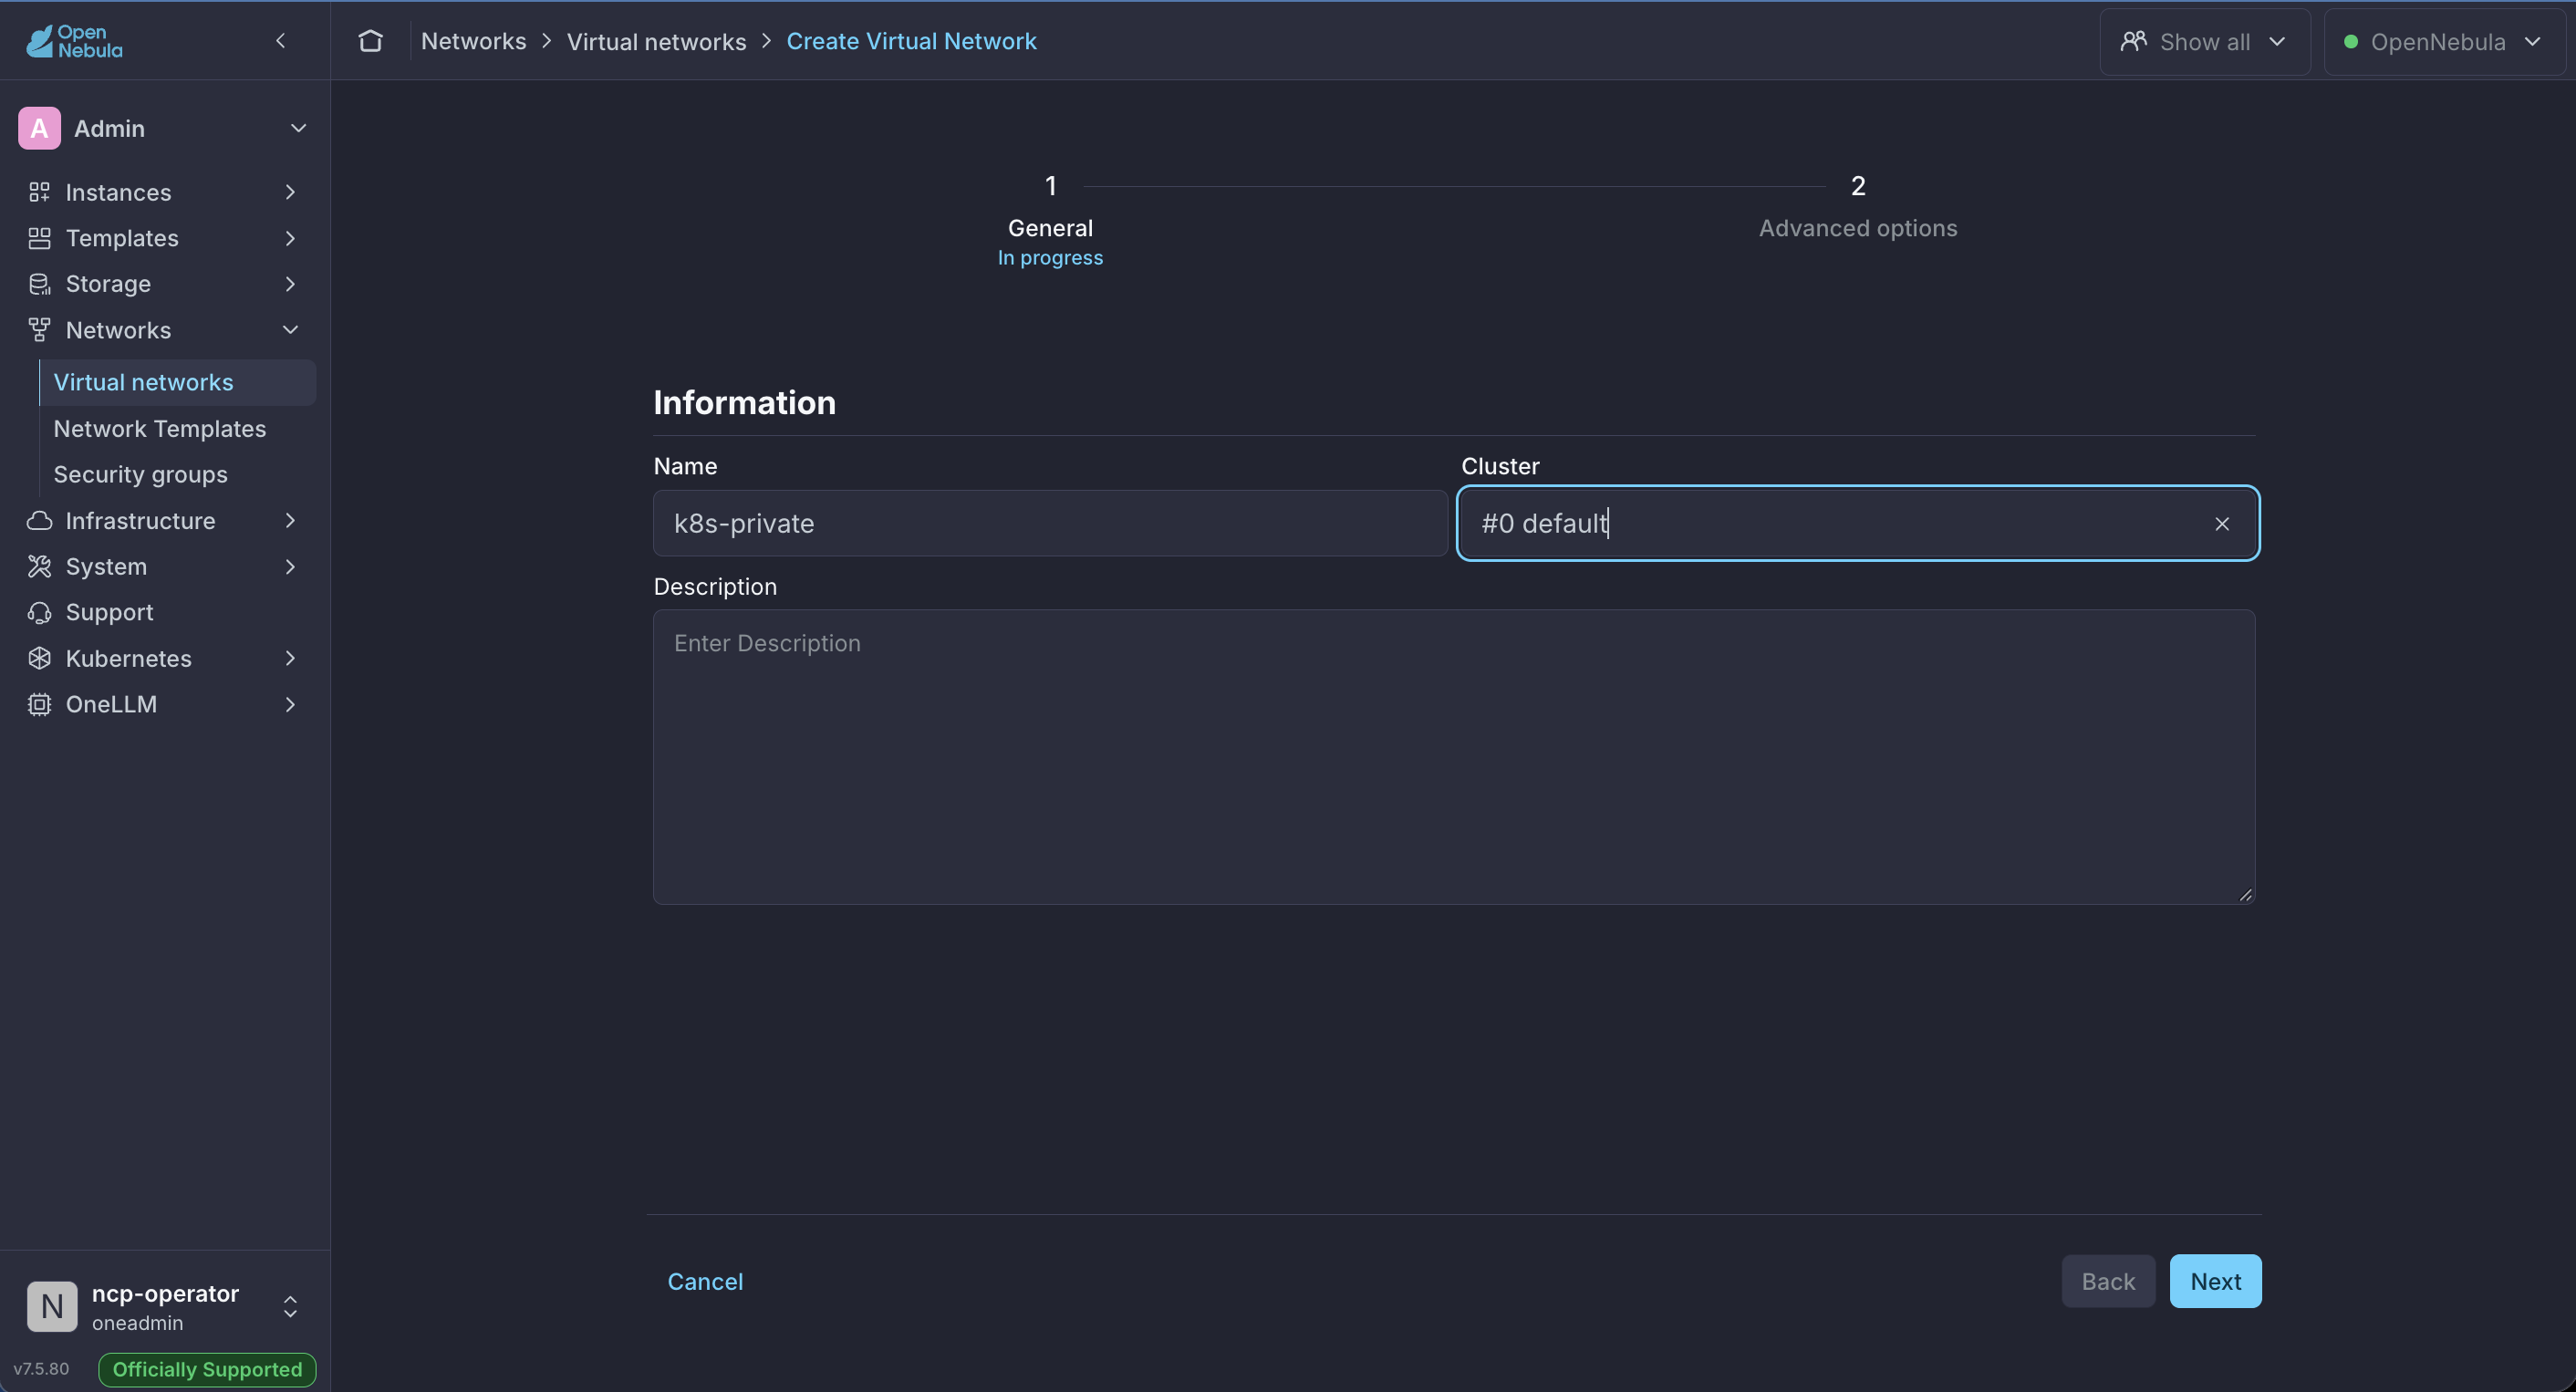 Open
Nebula
Networks > Virtual networks > Create Virtual Network
Show all
OpenNebula
A Admin
Instances
Templates
Storage
Networks
Virtual networks
Network Templates
Security groups
Infrastructure
System
Support
Kubernetes
OneLLM
1
General
In progress
2
Advanced options
Information
Name
k8s-private
Cluster
#0 default
Description
Enter Description
Cancel
Back
Next
N
ncp-operator
oneadmin
v7.5.80
Officially Supported